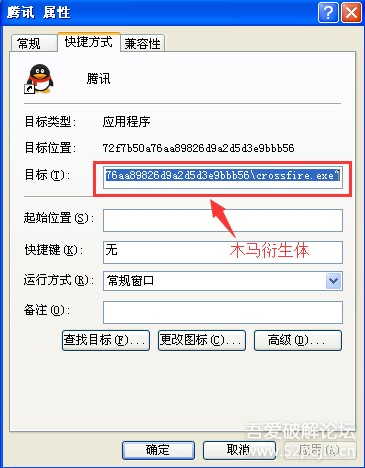 腾讯 属性
常规
快捷方式
兼容性
腾讯
目标类型: 应用程序
目标位置: 72f7b50a76aa89826d9a2d5d3e9bbb56
目标(T): 76aa89826d9a2d5d3e9bbb56\crossfire.exe"
起始位置(S):
快捷键(K): 无
木马衍生体
运行方式(R): 常规窗口
备注(O):
查找目标(F)... 更改图标(C)... 高级(D)...
吾爱破解论坛
确定 取消 应用(A)
www.52pojie.cn